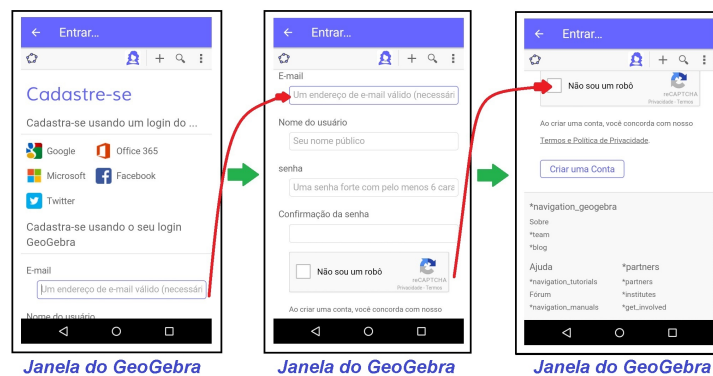 Entrar...
Cadastre-se
Cadastra-se usando um login do ...
Google
Office 365
Microsoft
Facebook
Twitter
Cadastra-se usando o seu login
GeoGebra
E-mail
Um endereço de e-mail válido (necessári
Nome do usuário
Janela do GeoGebra
Entrar...
E-mail
Um endereço de e-mail válido (necessári
Nome do usuário
Seu nome público
senha
Uma senha forte com pelo menos 6 cara
Confirmação da senha
Não sou um robô
reCAPTCHA
Privacidade - Termos
Ao criar uma conta, você concorda com nosso
Janela do GeoGebra
Entrar...
Não sou um robô
reCAPTCHA
Privacidade - Termos
Ao criar uma conta, você concorda com nosso
Termos e Política de Privacidade.
Criar uma Conta
*navigation_geogebra
Sobre
*team
*blog
Ajuda
*navigation_tutorials
Fórum
*navigation_manuals
*partners
*partners
*institutes
*get_involved
Janela do GeoGebra